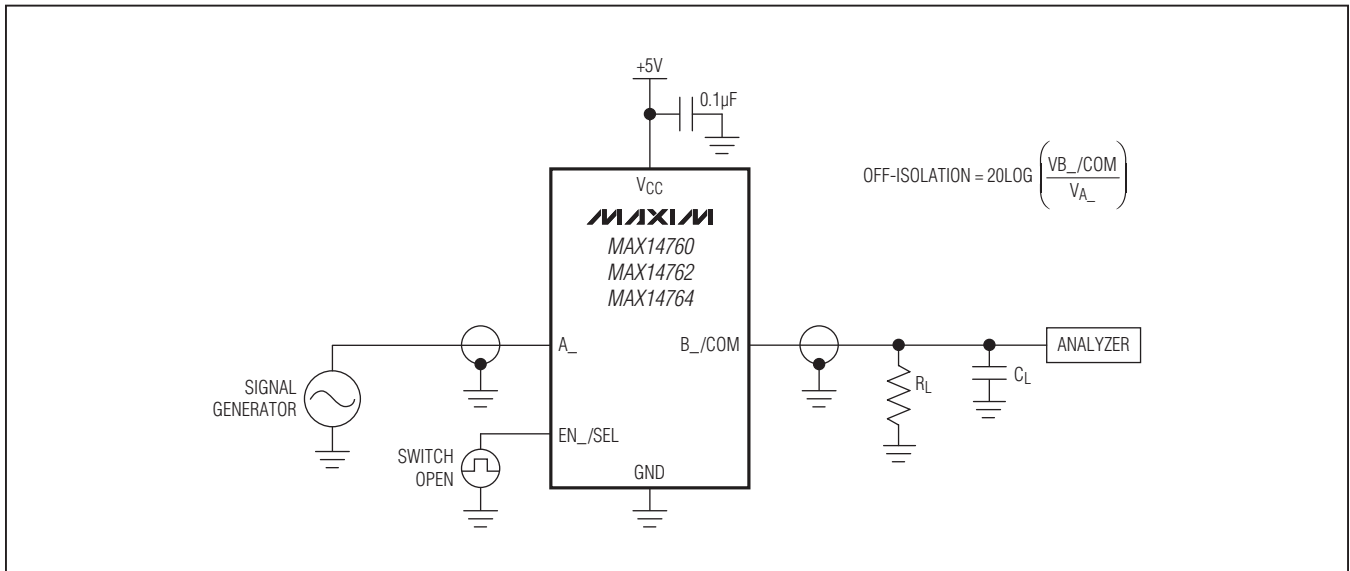 +5V
0.1µF
OFF-ISOLATION = 20LOG (VB_/COM / VA_)
VCC
MAXIM
MAX14760
MAX14762
MAX14764
A_
B_/COM
ANALYZER
SIGNAL
GENERATOR
RL
CL
EN_/SEL
SWITCH
OPEN
GND